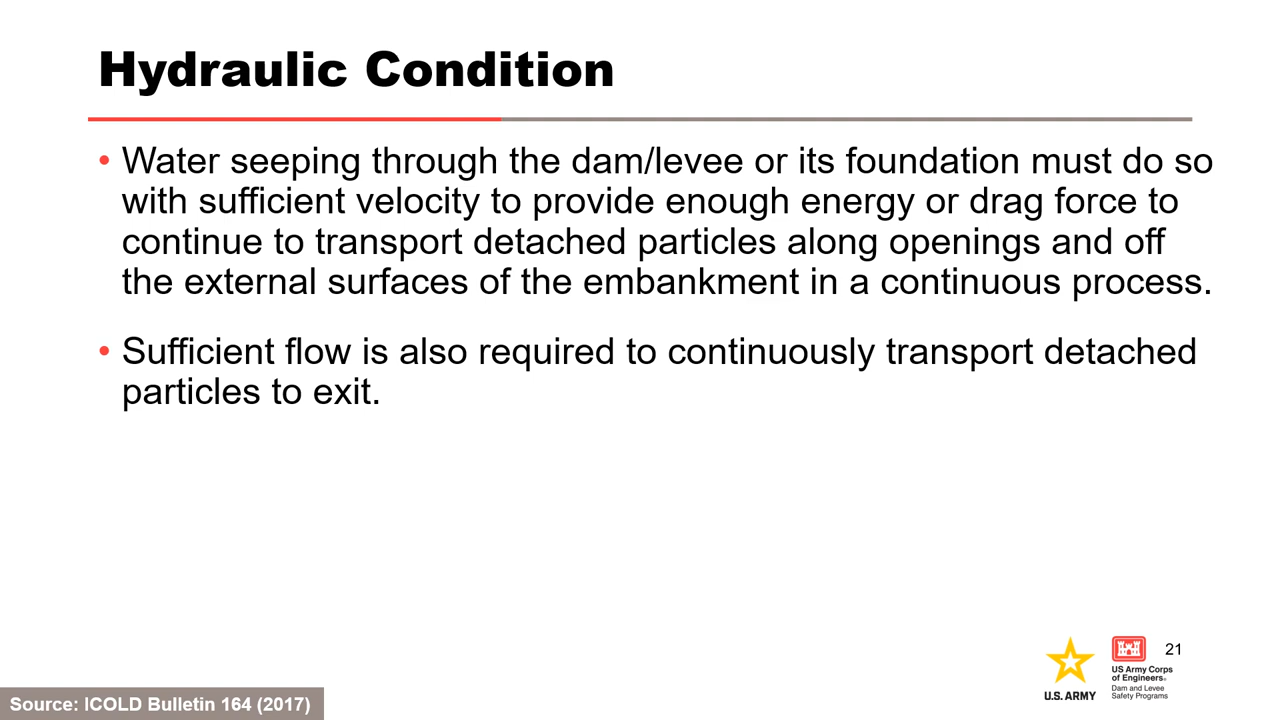 Hydraulic Condition
• Water seeping through the dam/levee or its foundation must do so
with sufficient velocity to provide enough energy or drag force to
continue to transport detached particles along openings and off
the external surfaces of the embankment in a continuous process.
• Sufficient flow is also required to continuously transport detached
particles to exit.
21
U.S. ARMY
US Army Corps
of Engineers®
Dam and Levee
Safety Programs
Source: ICOLD Bulletin 164 (2017)